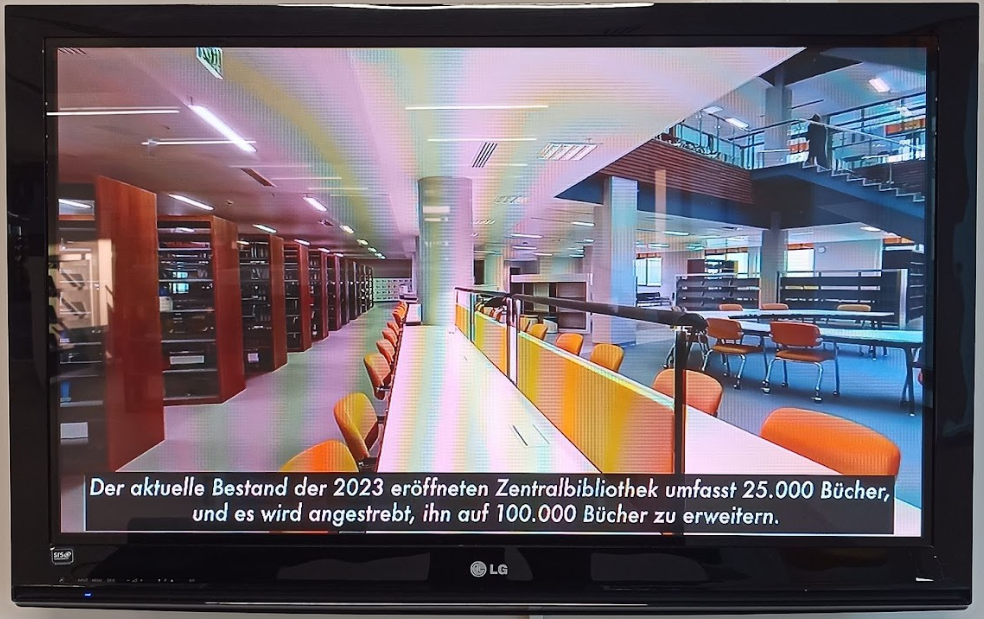 Der aktuelle Bestand der 2023 eröffneten Zentralbibliothek umfasst 25.000 Bücher,
und es wird angestrebt, ihn auf 100.000 Bücher zu erweitern.
LG